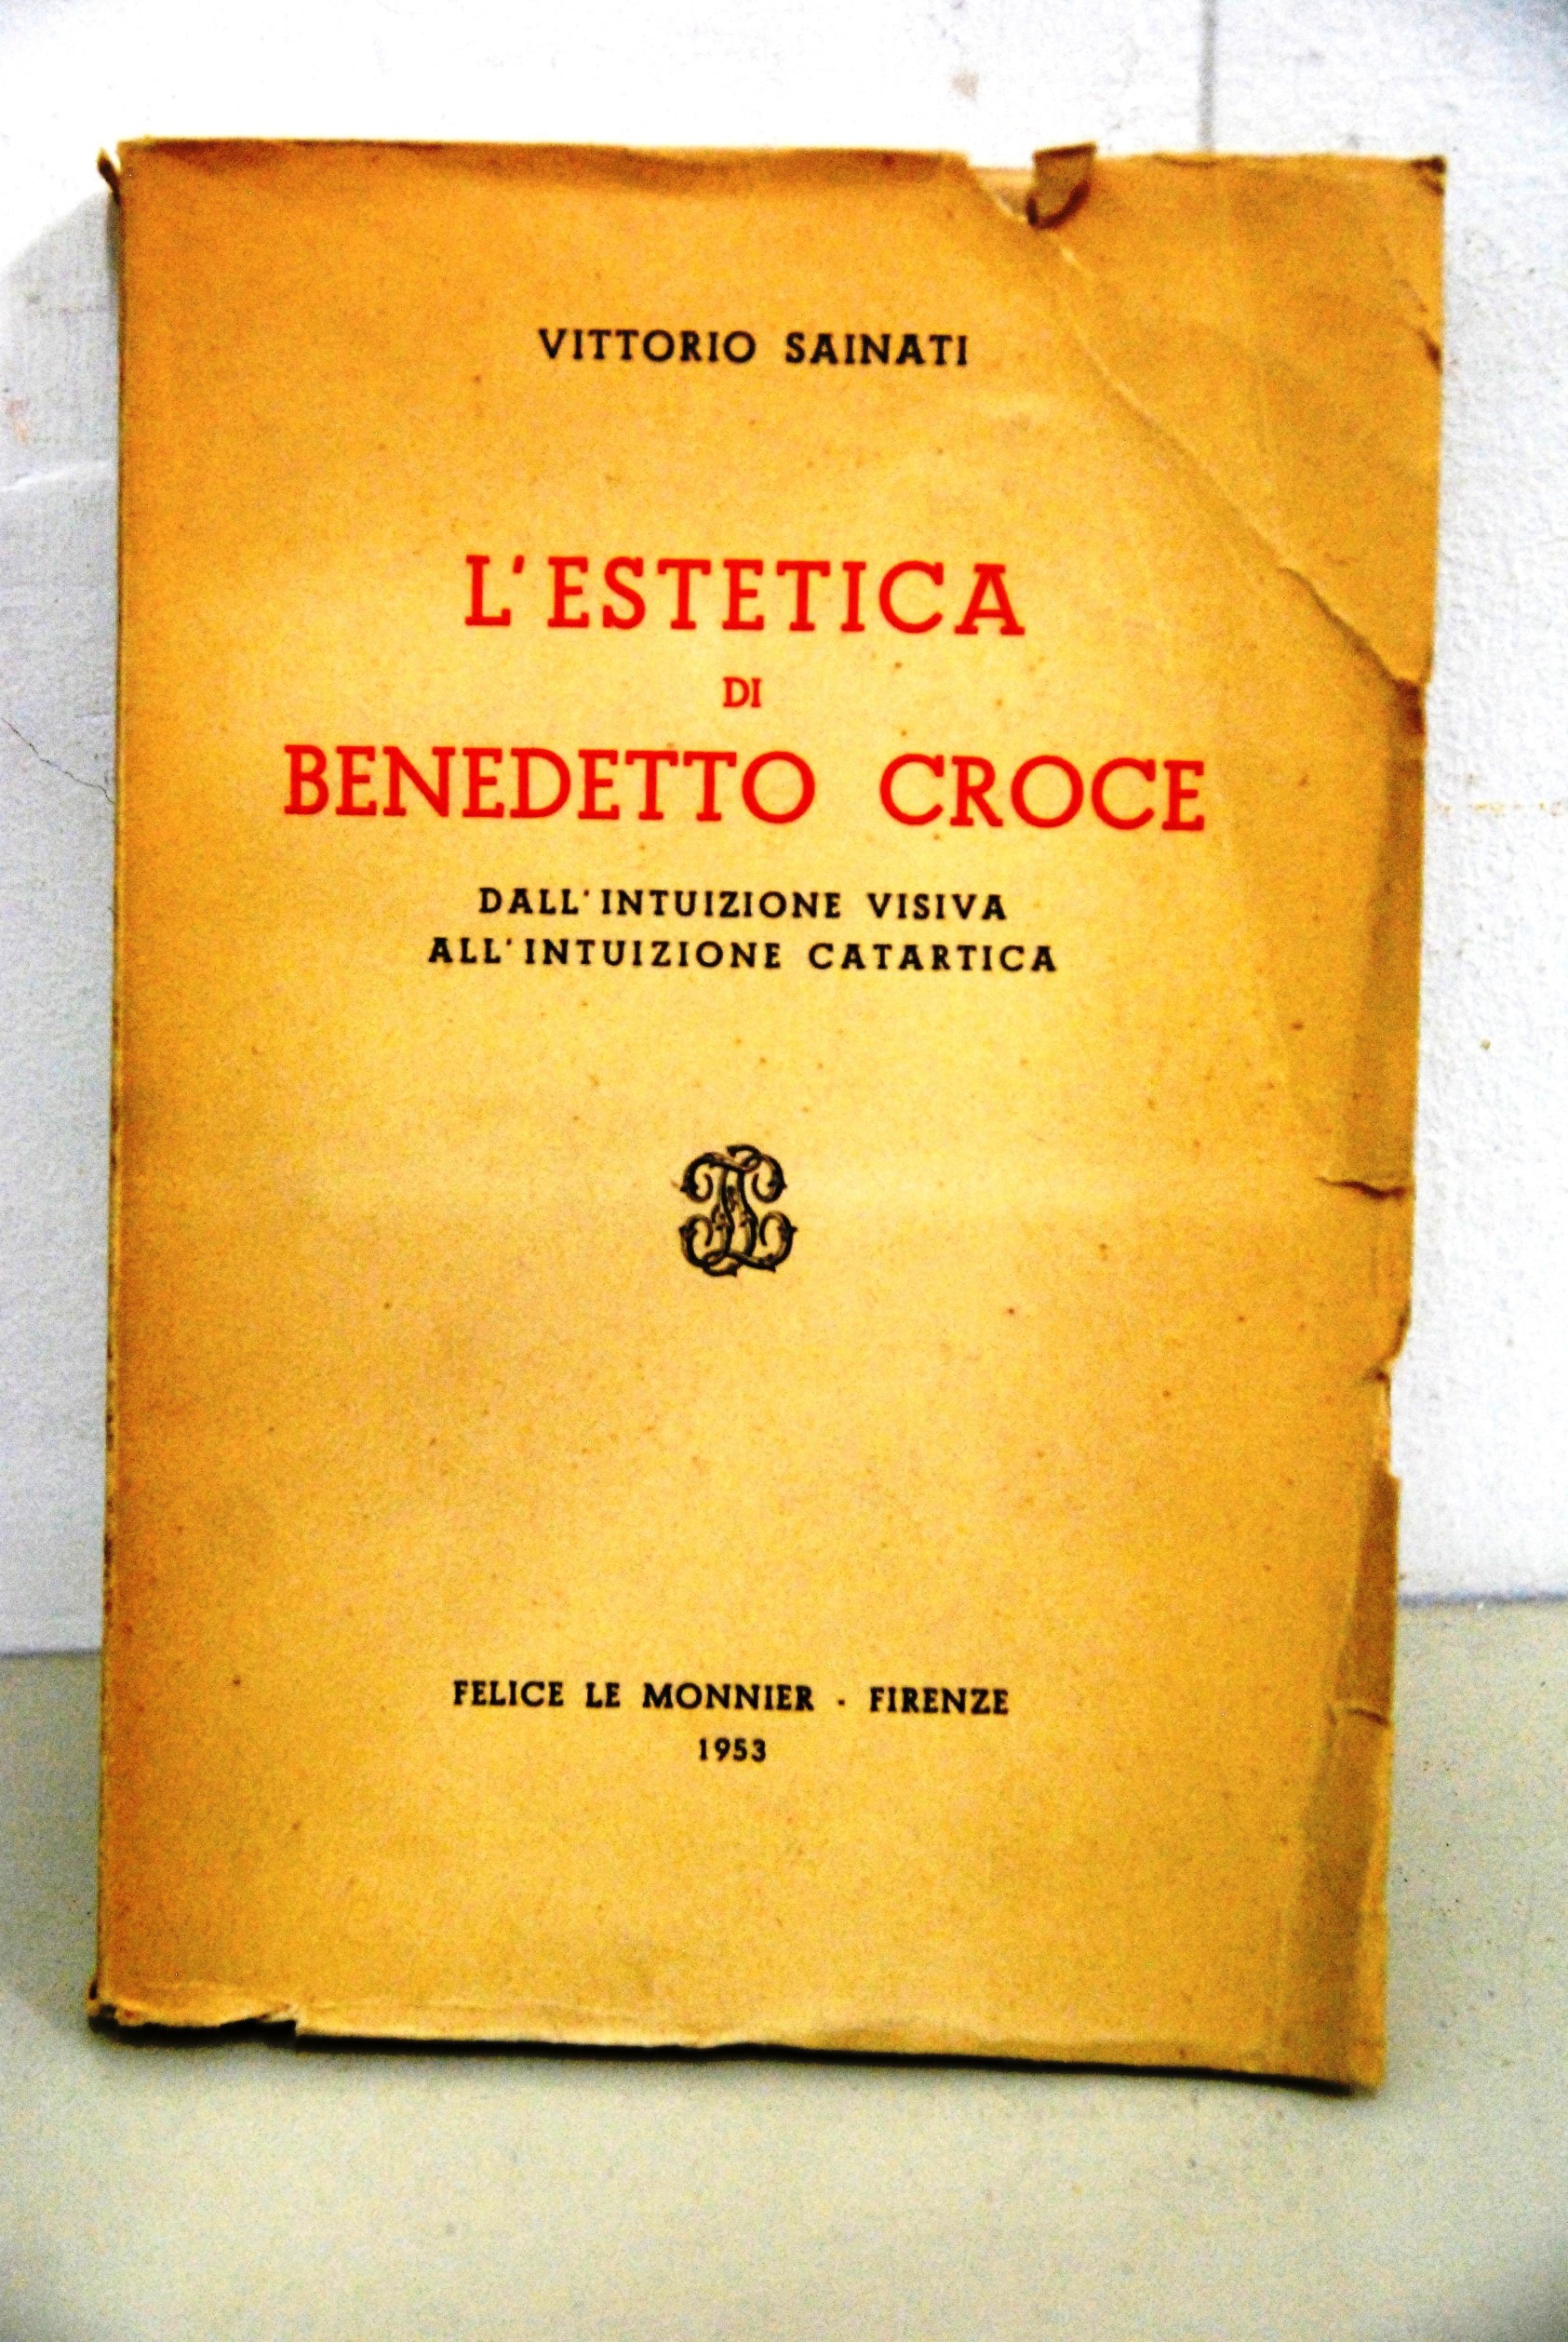 VITTORIO SAINATI
L'ESTETICA
DI
BENEDETTO CROCE
DALL'INTUIZIONE VISIVA
ALL'INTUIZIONE CATARTICA
FELICE LE MONNIER - FIRENZE
1953